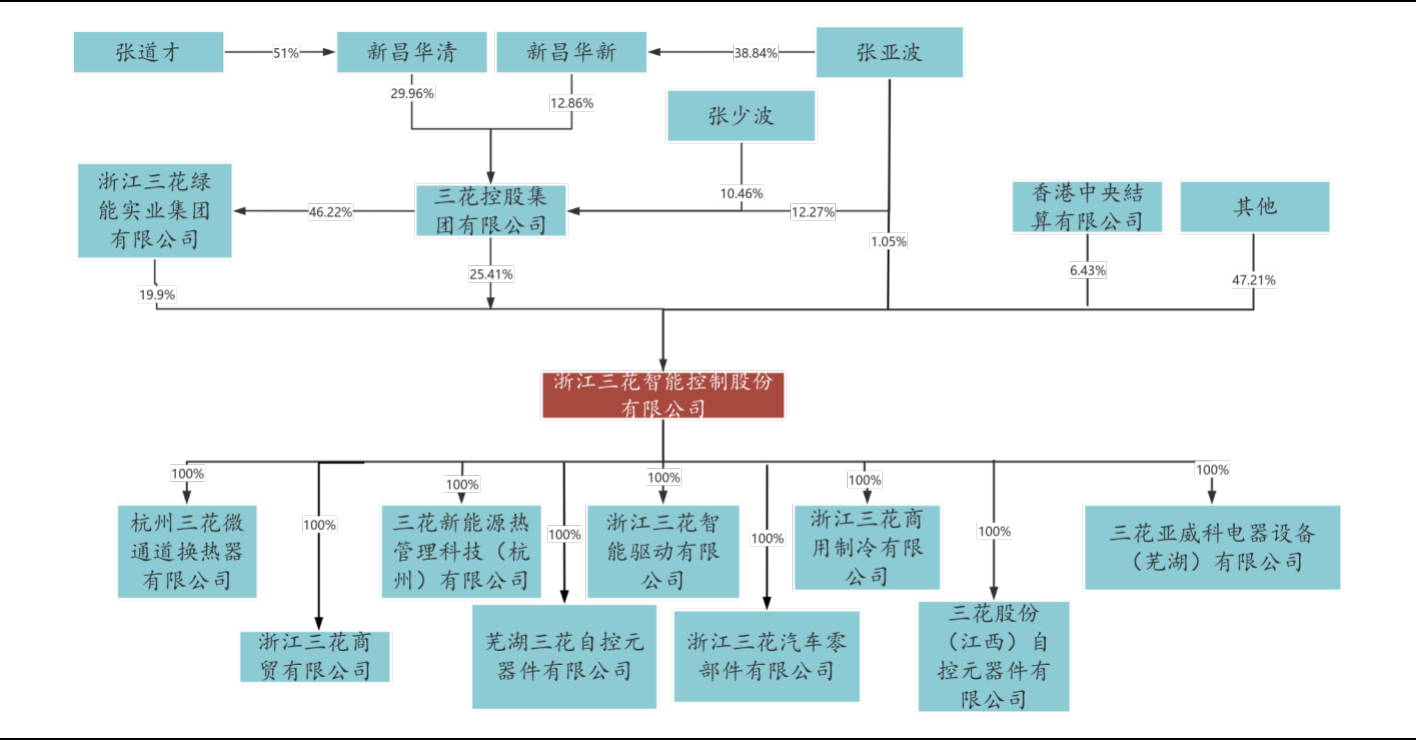 张道才
51%
新昌华清
新昌华新
38.84%
张亚波
29.96%
12.86%
张少波
浙江三花绿
能实业集团
有限公司
46.22%
三花控股集
团有限公司
10.46%
12.27%
香港中央結
算有限公司
其他
1.05%
25.41%
6.43%
47.21%
19.9%
浙江三花智能控制股份
有限公司
100%
100%
100%
100%
100%
100%
100%
100%
100%
杭州三花微
通道换热器
有限公司
三花新能源热
管理科技（杭
州）有限公司
浙江三花智
能驱动有限
公司
浙江三花商
用制冷有限
公司
三花亚威科电器设备
（芜湖）有限公司
浙江三花商
贸有限公司
芜湖三花自控元
器件有限公司
浙江三花汽车零
部件有限公司
三花股份
（江西）自
控元器件有
限公司